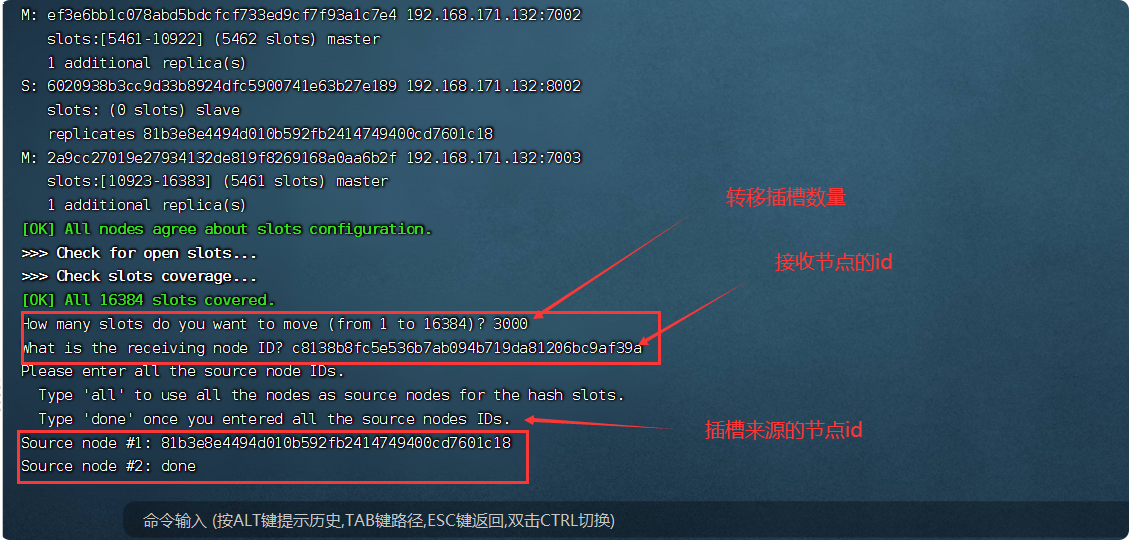 M: ef3e6bb1c078abd5bdcfcf733ed9cf7f93a1c7e4 192.168.171.132:7002
slots:[5461-10922] (5462 slots) master
1 additional replica(s)
S: 6020938b3cc9d33b8924dfc5900741e63b27e189 192.168.171.132:8002
slots: (0 slots) slave
replicates 81b3e8e4494d010b592fb2414749400cd7601c18
M: 2a9cc27019e27934132de819f8269168a0aa6b2f 192.168.171.132:7003
slots:[10923-16383] (5461 slots) master
1 additional replica(s)
转移插槽数量
[OK] All nodes agree about slots configuration.
>>> Check for open slots...
接收节点的id
>>> Check slots coverage...
[OK] All 16384 slots covered.
How many slots do you want to move (from 1 to 16384)? 3000
What is the receiving node ID? c8138b8fc5e536b7ab094b719da81206bc9af39a
Please enter all the source node IDs.
Type 'all' to use all the nodes as source nodes for the hash slots.
Type 'done' once you entered all the source nodes IDs.
插槽来源的节点id
Source node #1: 81b3e8e4494d010b592fb2414749400cd7601c18
Source node #2: done
命令输入 (按ALT键提示历史,TAB键路径,ESC键返回,双击CTRL切换)